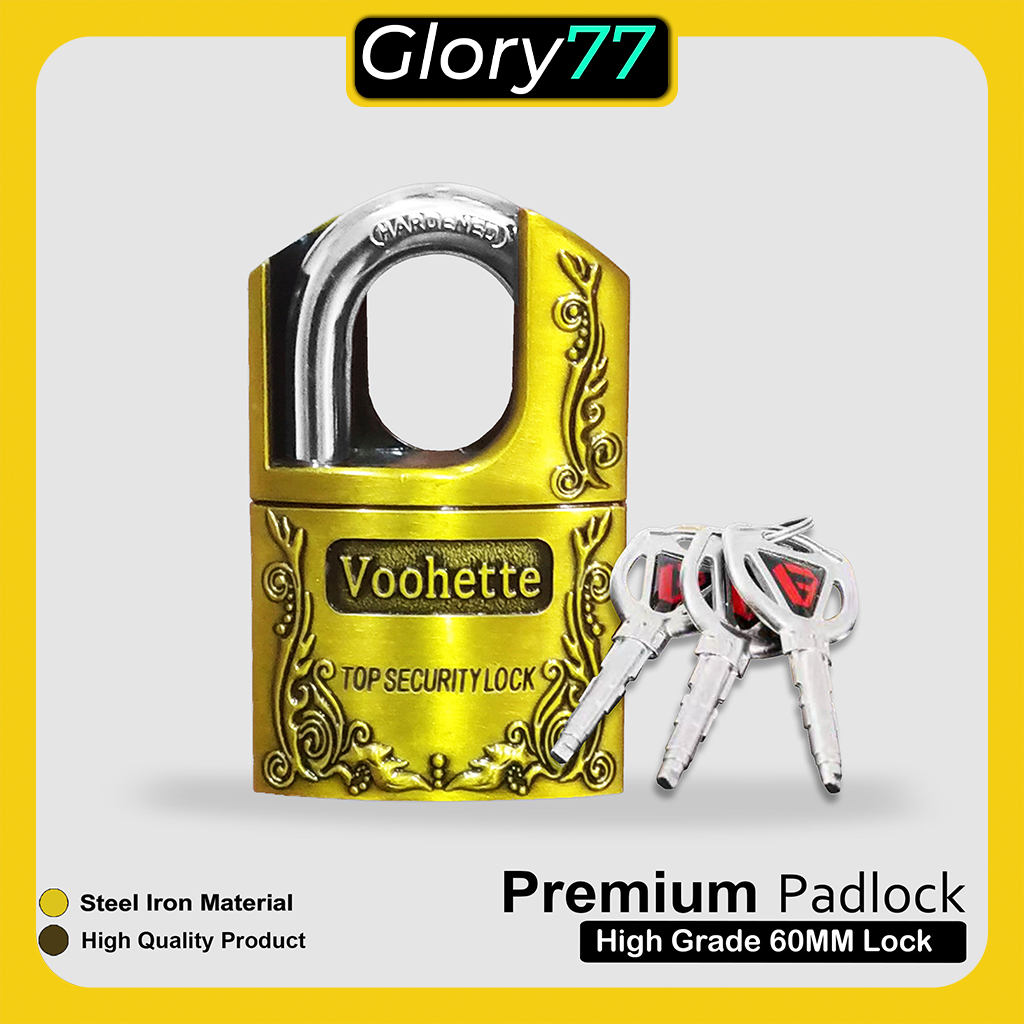 Glory77
(HARDENED)
Voohette
TOP SECURITY LOCK
Premium Padlock
High Grade 60MM Lock
Steel Iron Material
High Quality Product